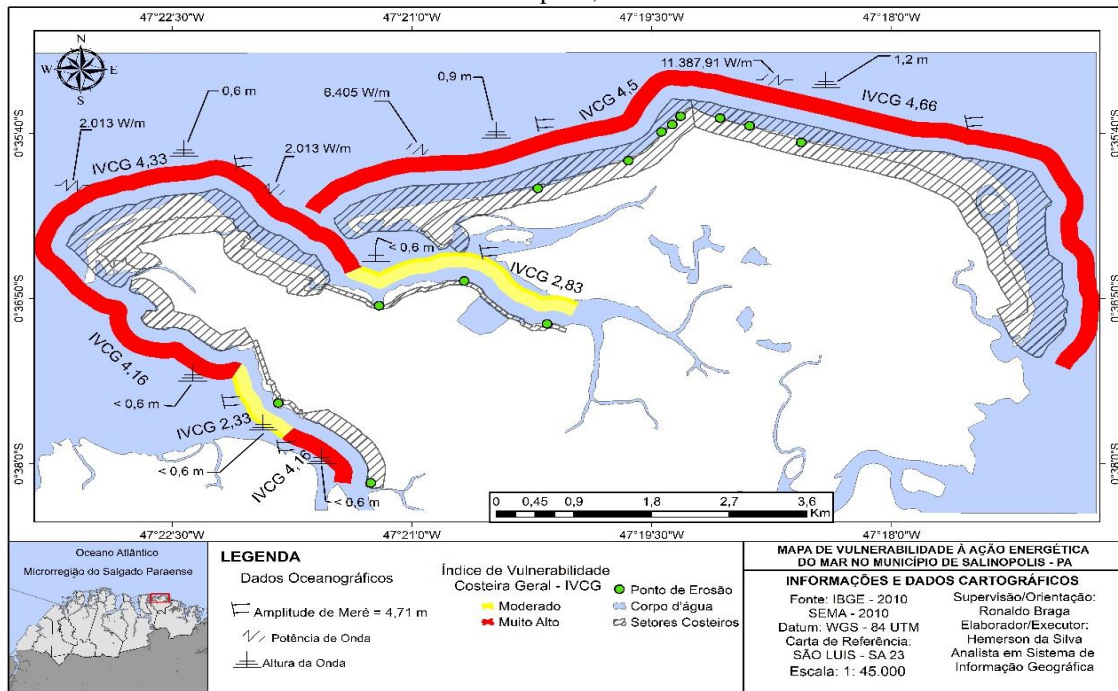 47°22'30"W
47°21'0"W
47°19'30"W
47°18'0"W
N
W
E
S
0°35'40"S
0°36'50"S
0°38'0"S
0°35'40"S
0°36'50"S
0°38'0"S
2.013 W/m
0,6 m
IVCG 4,33
2.013 W/m
6.405 W/m
0,9 m
IVCG 4,5
11.387,91 W/m
1,2 m
IVCG 4,66
< 0,6 m
IVCG 2,83
IVCG 4,16
< 0,6 m
IVCG 2,33
< 0,6 m
IVCG 4,16
< 0,6 m
0 0,45 0,9 1,8 2,7 3,6
Km
47°22'30"W
47°21'0"W
47°19'30"W
47°18'0"W
Oceano Atlântico
Microrregião do Salgado Paraense
LEGENDA
Dados Oceanográficos
Amplitude de Meré = 4,71 m
Potência de Onda
Altura da Onda
Índice de Vulnerabilidade
Costeira Geral - IVCG
Moderado
Muito Alto
Ponto de Erosão
Corpo d'água
Setores Costeiros
MAPA DE VULNERABILIDADE À AÇÃO ENERGÉTICA
DO MAR NO MUNICÍPIO DE SALINOPOLIS - PA
INFORMAÇÕES E DADOS CARTOGRÁFICOS
Fonte: IBGE - 2010
SEMA - 2010
Datum: WGS - 84 UTM
Carta de Referência:
SÃO LUIS - SA 23
Escala: 1: 45.000
Supervisão/Orientação:
Ronaldo Braga
Elaborador/Executor:
Hemerson da Silva
Analista em Sistema de
Informação Geográfica